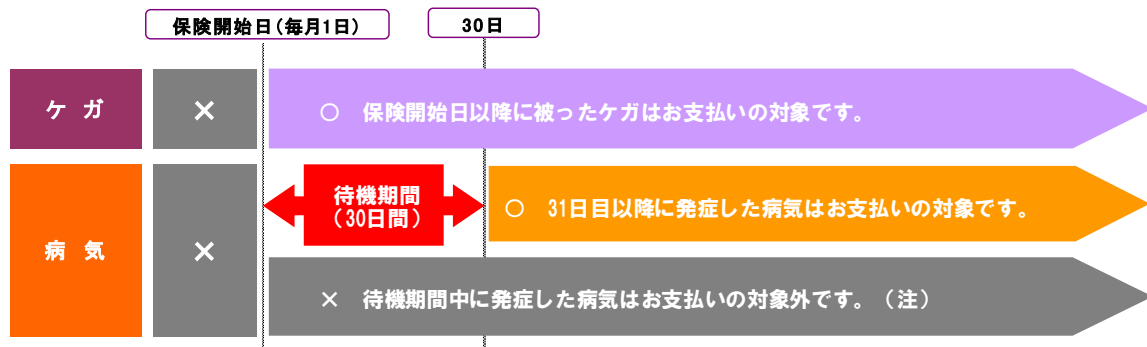 保険開始日（毎月1日）
30日
ケ ガ
×
○ 保険開始日以降に被ったケガはお支払いの対象です。
待機期間
（30日間）
○ 31日目以降に発症した病気はお支払いの対象です。
病 気
×
× 待機期間中に発症した病気はお支払いの対象外です。（注）